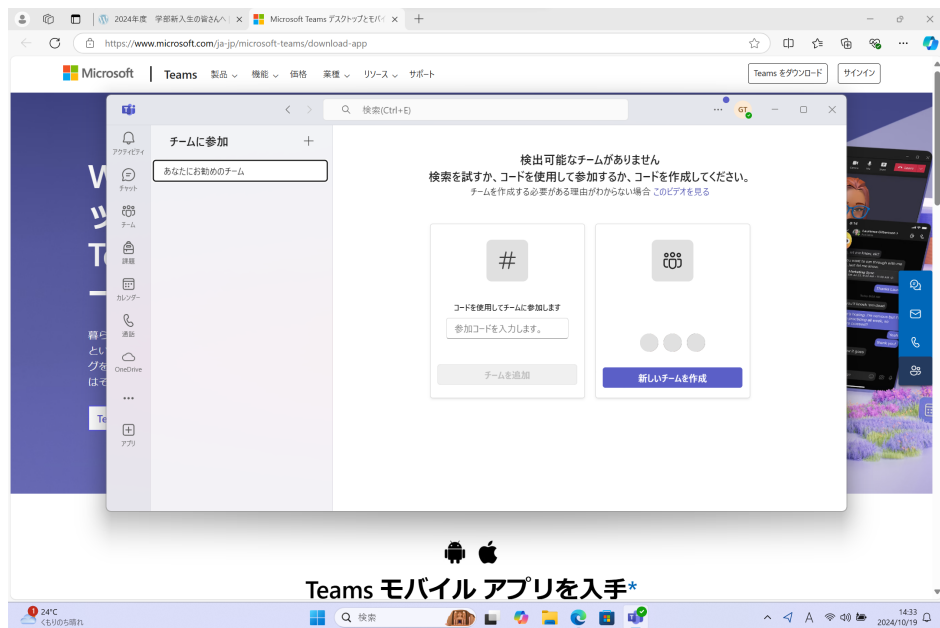 2024年度 学部新入生の皆さんへ
Microsoft Teams デスクトップとモバイ
https://www.microsoft.com/ja-jp/microsoft-teams/download-app
Microsoft
Teams 製品 機能 価格 業種 リソース サポート
Teams をダウンロード
サインイン
検索(Ctrl+E)
GT
アクティビティ
チャット
チーム
課題
カレンダー
通話
OneDrive
アプリ
チームに参加
あなたにお勧めのチーム
検出可能なチームがありません
検索を試すか、コードを使用して参加するか、コードを作成してください。
チームを作成する必要がある理由がわからない場合 このビデオを見る
コードを使用してチームに参加します
参加コードを入力します。
チームを追加
新しいチームを作成
W
ッ
Te
ー
暮ら
とい
グを
はそ
Te
Teams モバイル アプリを入手*
1
24°C
くもりのち晴れ
検索
A
14:33
2024/10/19